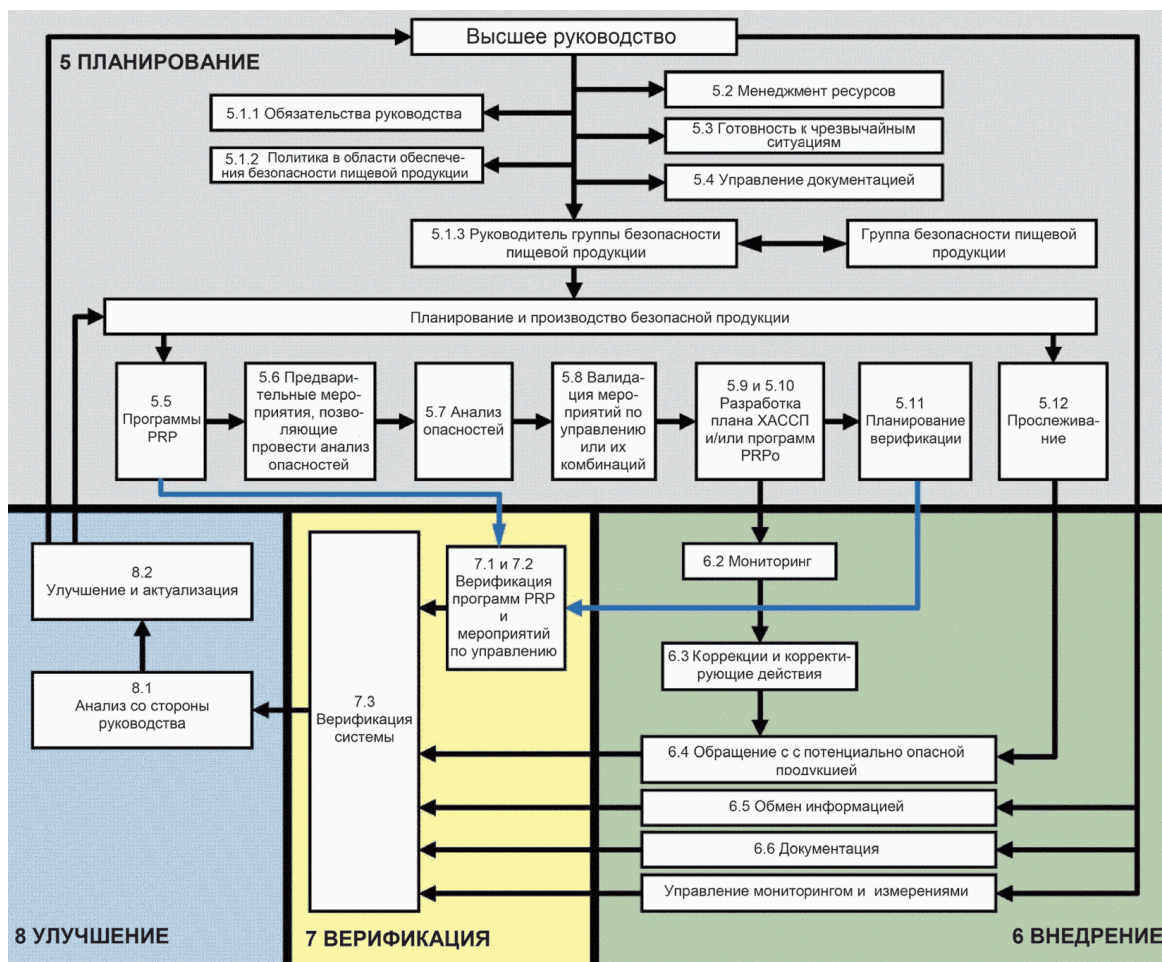 Высшее руководство
5 ПЛАНИРОВАНИЕ
5.2 Менеджмент ресурсов
5.1.1 Обязательства руководства
5.3 Готовность к чрезвычайным
ситуациям
5.1.2 Политика в области обеспече-
ния безопасности пищевой продукции
5.4 Управление документацией
5.1.3 Руководитель группы безопасности
пищевой продукции
Группа безопасности пищевой
продукции
Планирование и производство безопасной продукции
5.5
Программы
PRP
5.6 Предвари-
тельные меро-
приятия, позво-
ляющие
провести анализ
опасностей
5.7 Анализ
опасностей
5.8 Валида-
ция меро-
приятий по
управлению
или их
комбинаций
5.9 и 5.10
Разработка
плана ХАССП
и/или программ
PRPo
5.11
Планирование
верификации
5.12
Прослежива-
ние
8.2
Улучшение и актуализация
8.1
Анализ со стороны
руководства
7.3
Верификация
системы
7.1 и 7.2
Верификация
программ PRP
и
мероприятий
по управлению
6.2 Мониторинг
6.3 Коррекции и корректи-
рующие действия
6.4 Обращение с с потенциально опасной
продукцией
6.5 Обмен информацией
6.6 Документация
Управление мониторингом и измерениями
8 УЛУЧШЕНИЕ
7 ВЕРИФИКАЦИЯ
6 ВНЕДРЕНИЕ